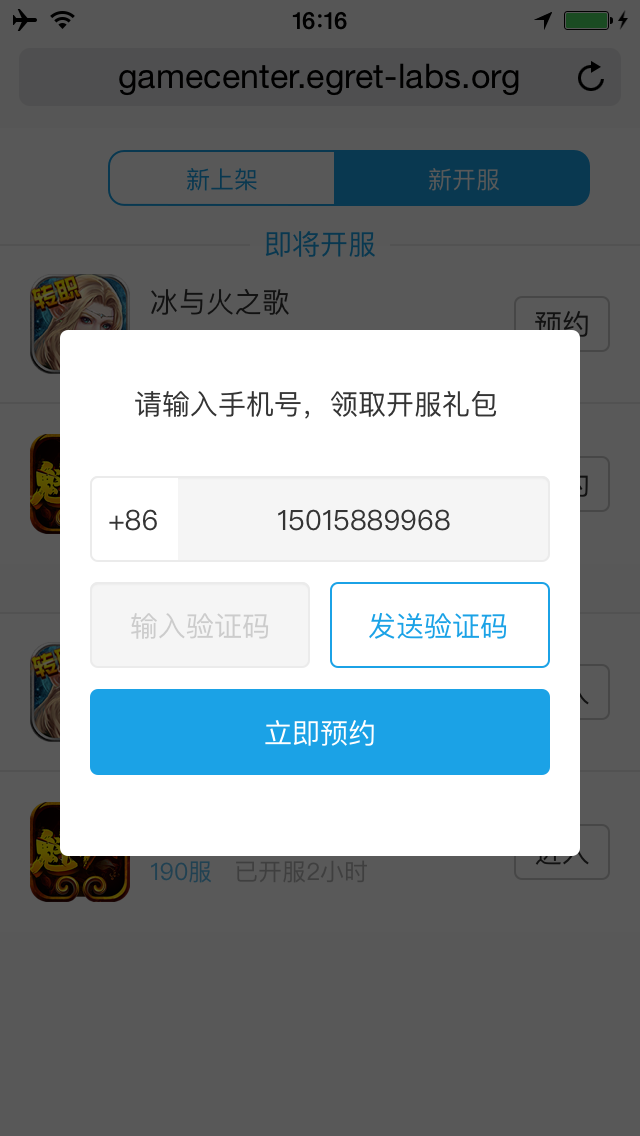 16:16
gamecenter.egret-labs.org
新上架 新开服
即将开服
转职
冰与火之歌
预约
请输入手机号，领取开服礼包
+86 15015889968
输入验证码 发送验证码
立即预约
190服 已开服2小时
进入